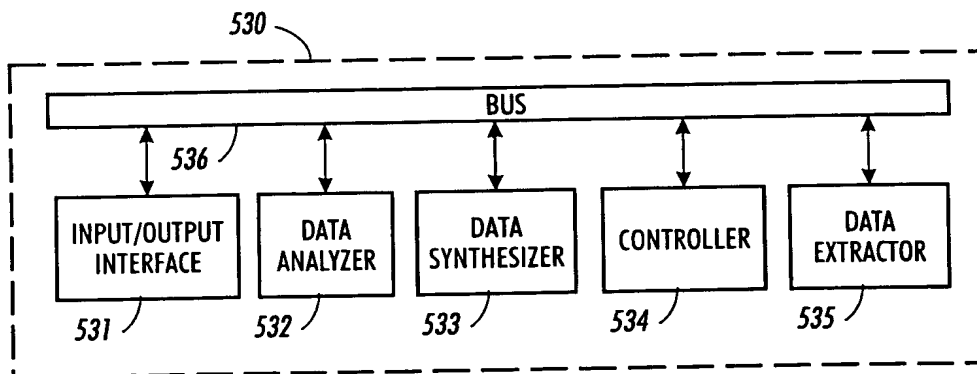 530
BUS
536
INPUT/OUTPUT
INTERFACE
DATA
ANALYZER
DATA
SYNTHESIZER
CONTROLLER
DATA
EXTRACTOR
531
532
533
534
535